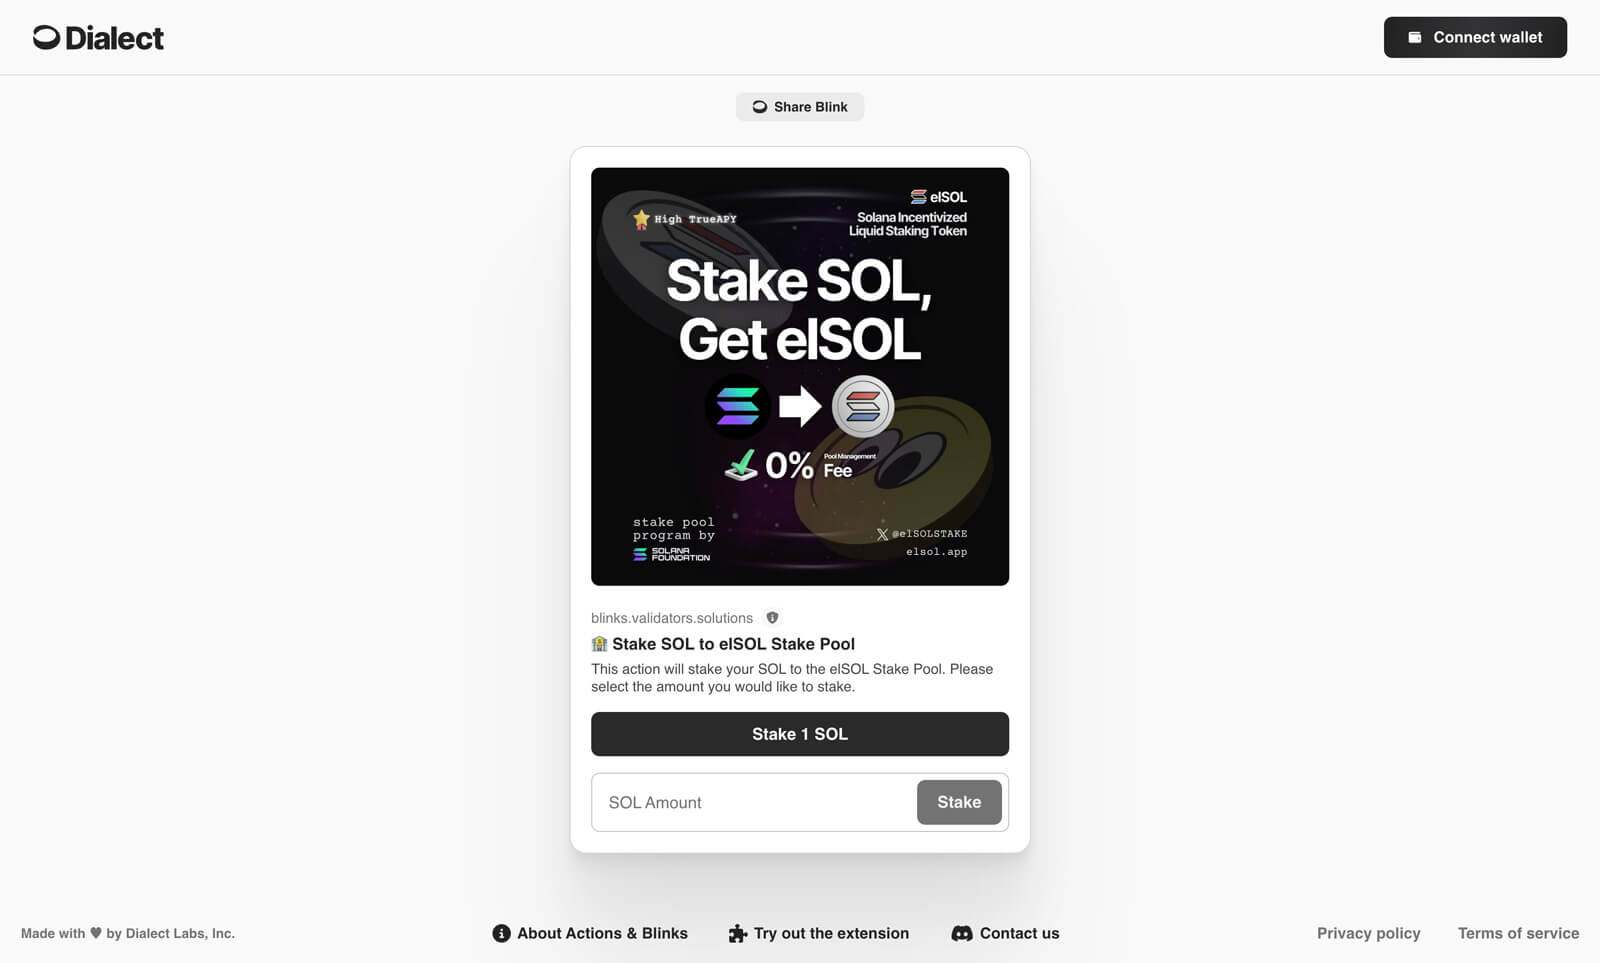 Dialect
Connect wallet
Share Blink
elSOL
High TrueAPY
Solana Incentivized
Liquid Staking Token
Stake SOL,
Get elSOL
0% Pool Management Fee
stake pool
program by
SOLANA
FOUNDATION
@elSOLSTAKE
elsol.app
blinks.validators.solutions
Stake SOL to elSOL Stake Pool
This action will stake your SOL to the elSOL Stake Pool. Please
select the amount you would like to stake.
Stake 1 SOL
SOL Amount
Stake
Made with ♥ by Dialect Labs, Inc.
About Actions & Blinks
Try out the extension
Contact us
Privacy policy
Terms of service